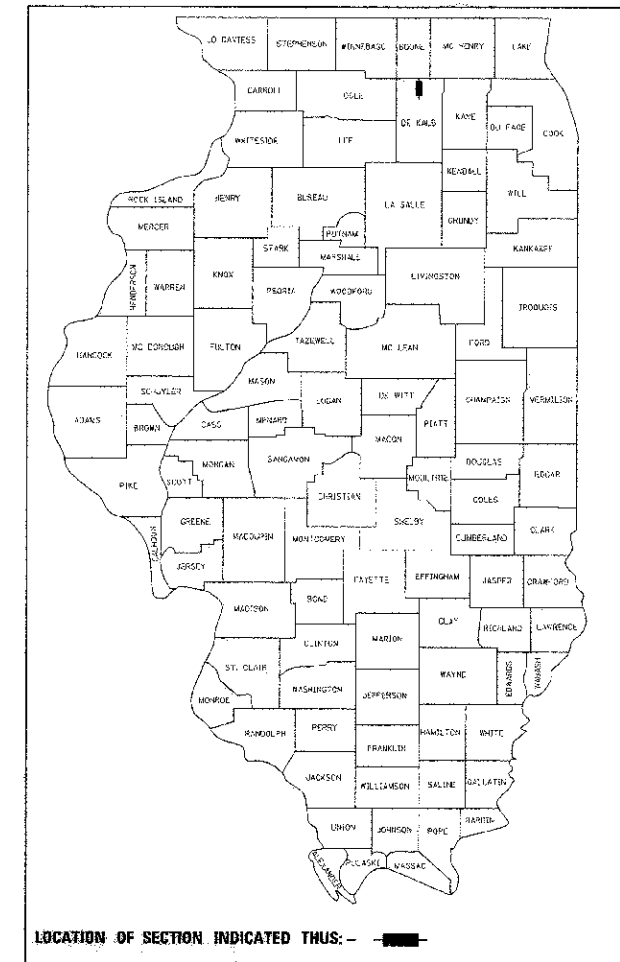 JO DAVIESS STEPHENSON WINNEBAGO BOONE MC HENRY LAKE
CARROLL OGLE DE KALB KANE DU PAGE COOK
WHITESIDE LEE KENDALL
ROCK ISLAND HENRY BUREAU LA SALLE GRUNDY WILL
MERCER PUTNAM KANKAKEE
HENDERSON WARREN KNOX STARK MARSHALL LIVINGSTON
PEORIA WOODFORD IROQUOIS
HANCOCK MC DONOUGH FULTON TAZEWELL MC LEAN FORD
SCHUYLER MASON LOGAN DE WITT CHAMPAIGN VERMILION
ADAMS BROWN CASS MENARD MACON PIATT
PIKE SCOTT MORGAN SANGAMON MOULTRIE DOUGLAS EDGAR
CHRISTIAN COLES
GREENE MACOUPIN MONTGOMERY SHELBY CUMBERLAND CLARK
CALHOUN JERSEY FAYETTE EFFINGHAM JASPER CRAWFORD
MADISON BOND CLAY RICHLAND LAWRENCE
CLINTON MARION
ST. CLAIR WAYNE EDWARDS WABASH
MONROE WASHINGTON JEFFERSON
RANDOLPH PERRY HAMILTON WHITE
FRANKLIN
JACKSON WILLIAMSON SALINE GALLATIN
UNION JOHNSON POPE HARDIN
ALEXANDER PULASKI MASSAC
LOCATION OF SECTION INDICATED THUS: -